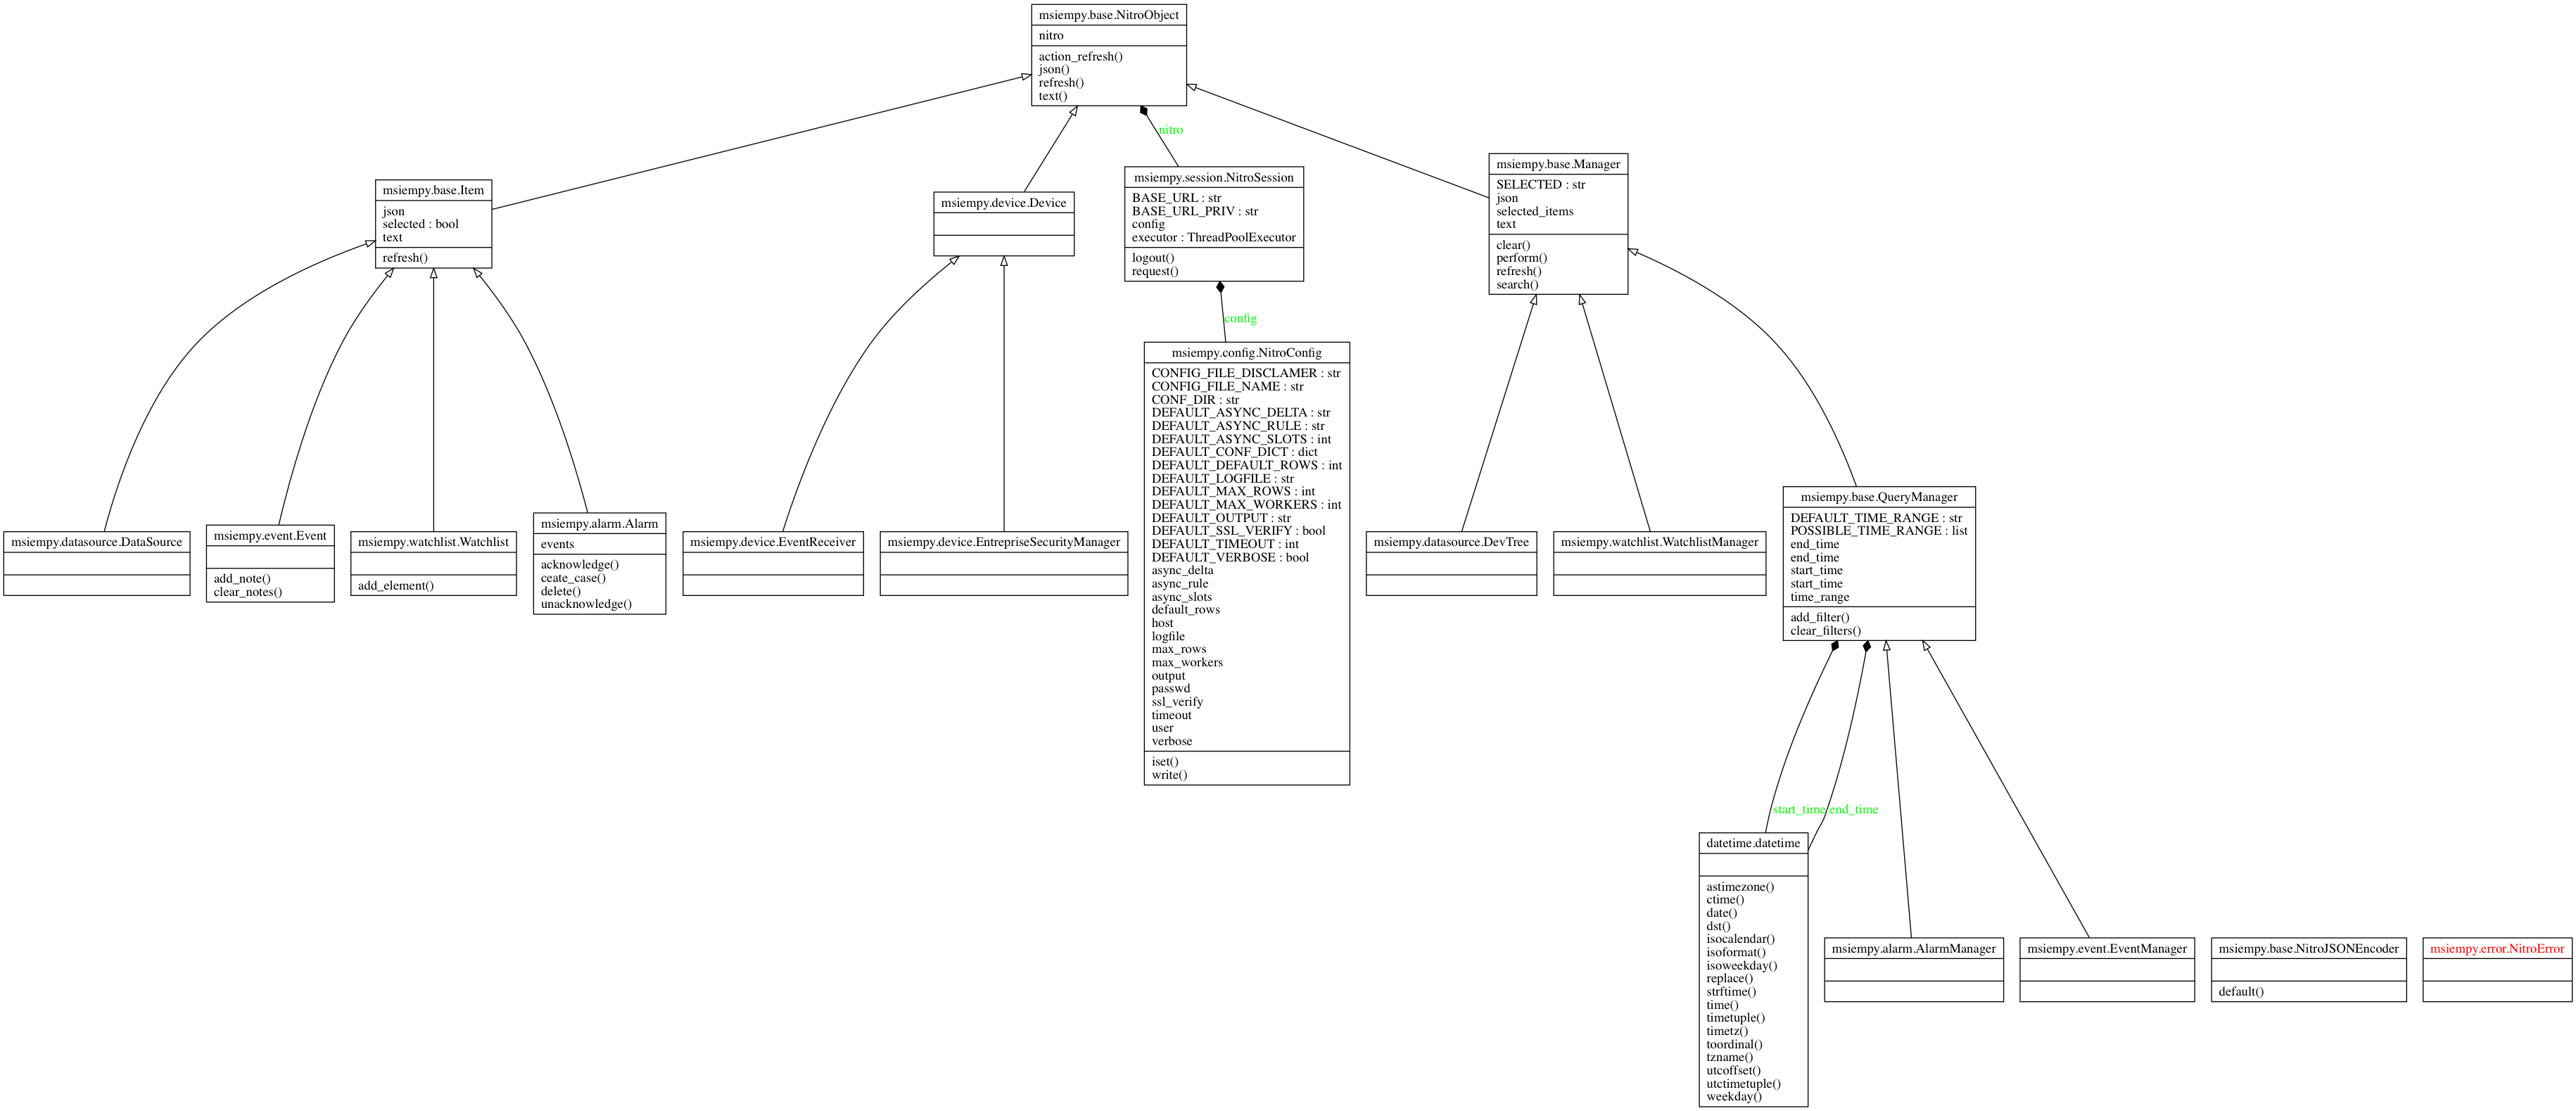 msiempy.base.NitroObject
nitro
action_refresh()
json()
refresh()
text()
nitro
msiempy.base.Item
json
selected : bool
text
refresh()
msiempy.device.Device
msiempy.session.NitroSession
BASE_URL : str
BASE_URL_PRIV : str
config
executor : ThreadPoolExecutor
logout()
request()
msiempy.base.Manager
SELECTED : str
json
selected_items
text
clear()
perform()
refresh()
search()
config
msiempy.datasource.DataSource
msiempy.event.Event
add_note()
clear_notes()
msiempy.watchlist.Watchlist
add_element()
msiempy.alarm.Alarm
events
acknowledge()
ceate_case()
delete()
unacknowledge()
msiempy.device.EventReceiver
msiempy.device.EntrepriseSecurityManager
msiempy.config.NitroConfig
CONFIG_FILE_DISCLAMER : str
CONFIG_FILE_NAME : str
CONF_DIR : str
DEFAULT_ASYNC_DELTA : str
DEFAULT_ASYNC_RULE : str
DEFAULT_ASYNC_SLOTS : int
DEFAULT_CONF_DICT : dict
DEFAULT_DEFAULT_ROWS : int
DEFAULT_LOGFILE : str
DEFAULT_MAX_ROWS : int
DEFAULT_MAX_WORKERS : int
DEFAULT_OUTPUT : str
DEFAULT_SSL_VERIFY : bool
DEFAULT_TIMEOUT : int
DEFAULT_VERBOSE : bool
async_delta
async_rule
async_slots
default_rows
host
logfile
max_rows
max_workers
output
passwd
ssl_verify
timeout
user
verbose
iset()
write()
msiempy.datasource.DevTree
msiempy.watchlist.WatchlistManager
msiempy.base.QueryManager
DEFAULT_TIME_RANGE : str
POSSIBLE_TIME_RANGE : list
end_time
end_time
start_time
start_time
time_range
add_filter()
clear_filters()
start_time
end_time
datetime.datetime
astimezone()
ctime()
date()
dst()
isocalendar()
isoformat()
isoweekday()
replace()
strftime()
time()
timetuple()
timetz()
toordinal()
tzname()
utcoffset()
utctimetuple()
weekday()
msiempy.alarm.AlarmManager
msiempy.event.EventManager
msiempy.base.NitroJSONEncoder
default()
msiempy.error.NitroError